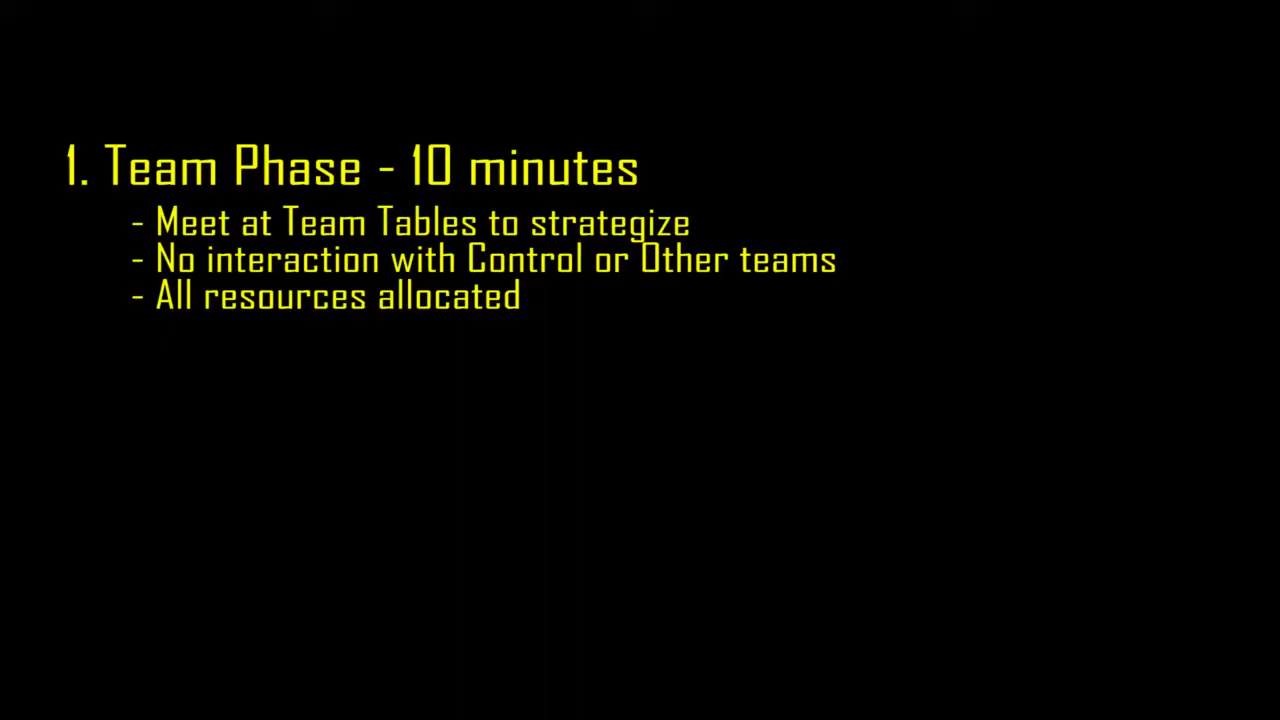 1. Team Phase - 10 minutes
- Meet at Team Tables to strategize
- No interaction with Control or Other teams
- All resources allocated